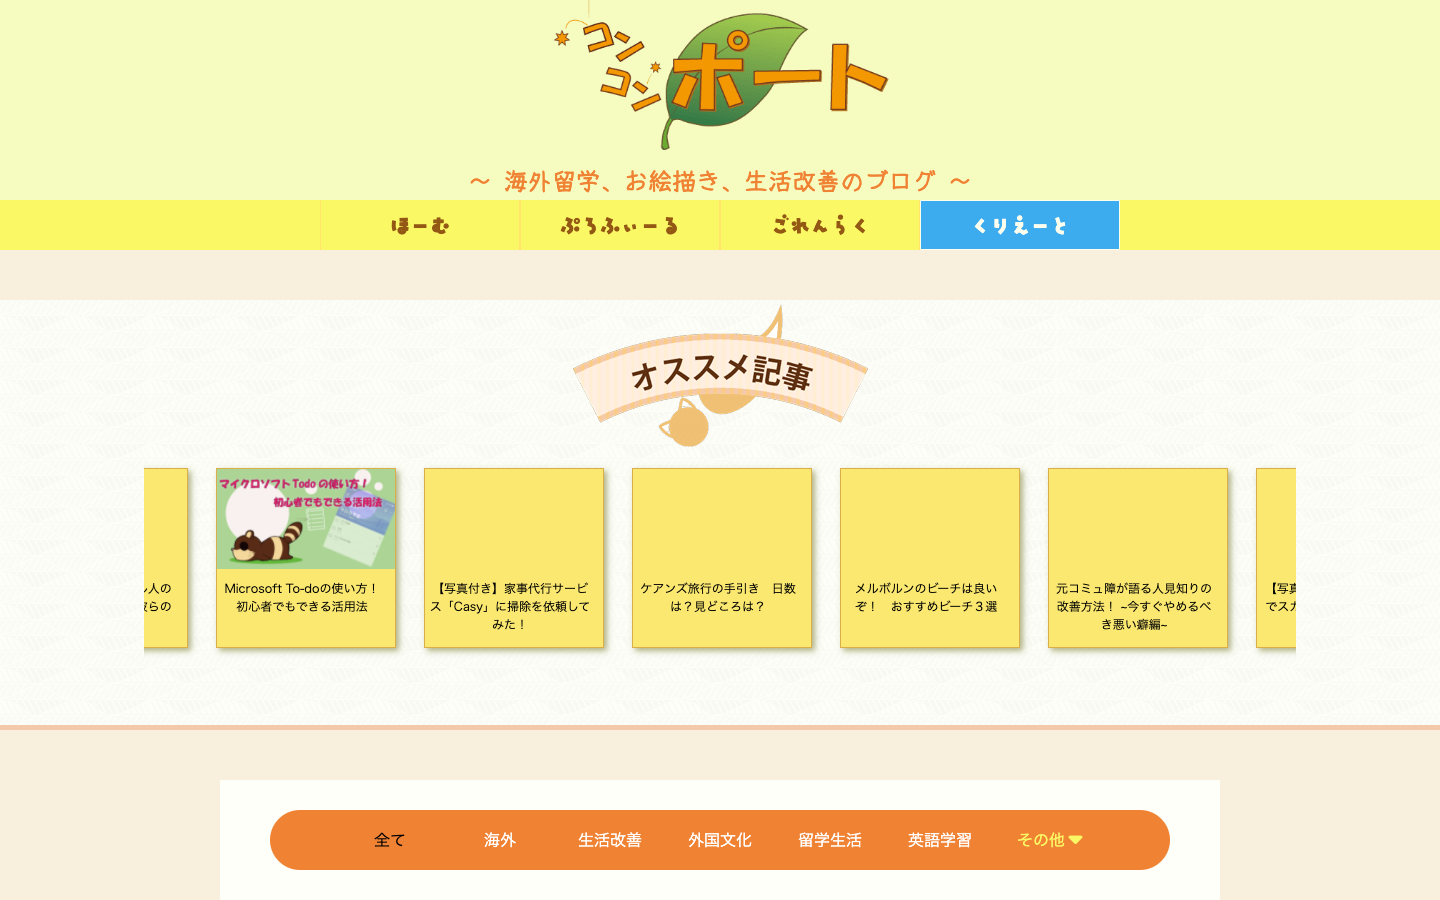 コンコンポート
～ 海外留学、お絵描き、生活改善のブログ ～
ほーむ
ぷろふぃーる
ごれんらく
くりえーと
オススメ記事
人の
らの
マイクロソフト Todo の使い方！
初心者でもできる活用法
Microsoft To-doの使い方！
初心者でもできる活用法
【写真付き】家事代行サービ
ス「Casy」に掃除を依頼して
みた！
ケアンズ旅行の手引き　日数
は？見どころは？
メルボルンのビーチは良い
ぞ！　おすすめビーチ３選
元コミュ障が語る人見知りの
改善方法！ ~今すぐやめるべ
き悪い癖編~
【写
でス
全て
海外
生活改善
外国文化
留学生活
英語学習
その他